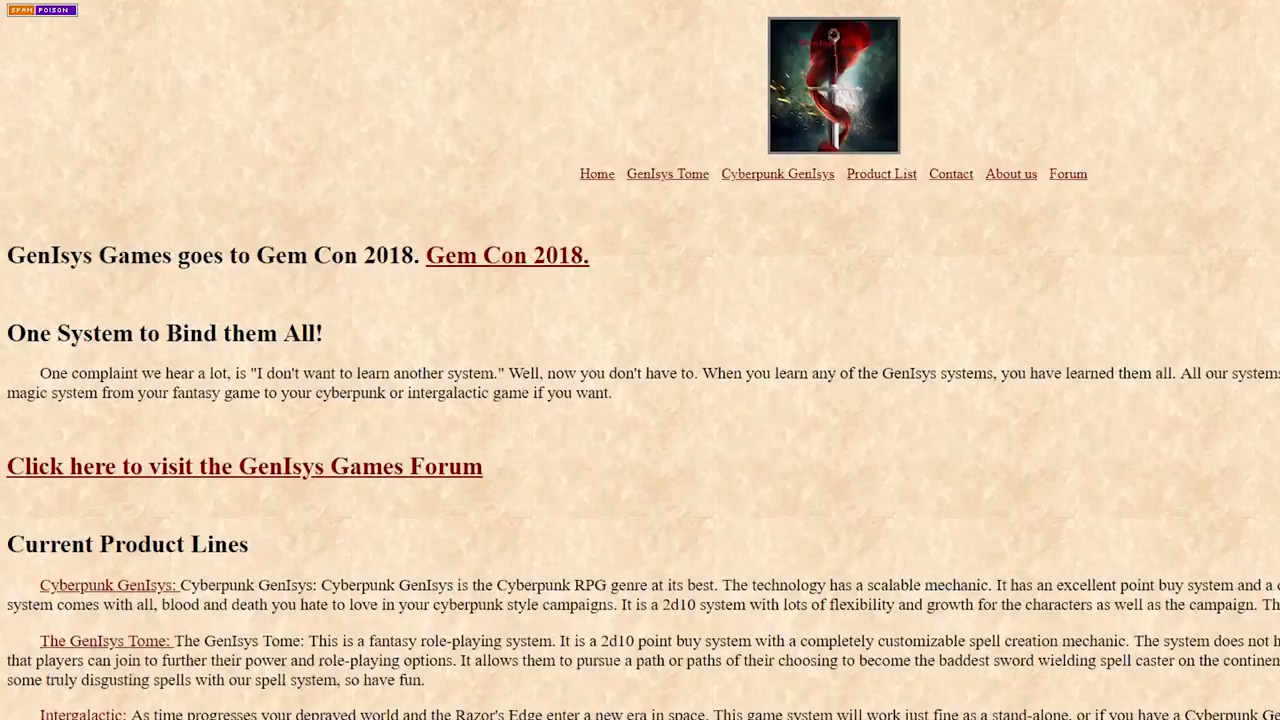 SPAM POISON
Home GenIsys Tome Cyberpunk GenIsys Product List Contact About us Forum
GenIsys Games goes to Gem Con 2018. Gem Con 2018.
One System to Bind them All!
One complaint we hear a lot, is "I don't want to learn another system." Well, now you don't have to. When you learn any of the GenIsys systems, you have learned them all. All our systems
magic system from your fantasy game to your cyberpunk or intergalactic game if you want.
Click here to visit the GenIsys Games Forum
Current Product Lines
Cyberpunk GenIsys: Cyberpunk GenIsys: Cyberpunk GenIsys is the Cyberpunk RPG genre at its best. The technology has a scalable mechanic. It has an excellent point buy system and a
system comes with all, blood and death you hate to love in your cyberpunk style campaigns. It is a 2d10 system with lots of flexibility and growth for the characters as well as the campaign.
The GenIsys Tome: The GenIsys Tome: This is a fantasy role-playing system. It is a 2d10 point buy system with a completely customizable spell creation mechanic. The system does not
that players can join to further their power and role-playing options. It allows them to pursue a path or paths of their choosing to become the baddest sword wielding spell caster on the
some truly disgusting spells with our spell system, so have fun.
Intergalactic: As time progresses your depraved world and the Razor's Edge enter a new era in space. This game system will work just fine as a stand-alone, or if you have a Cyberpunk